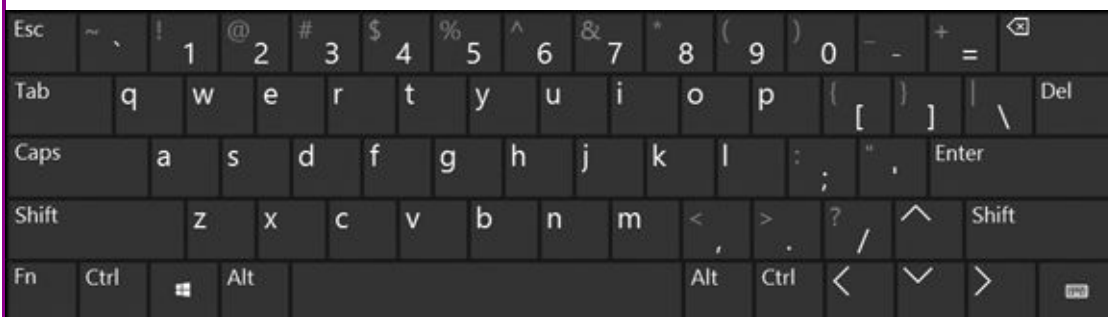 Esc ~ ` ! 1 @ 2 # 3 $ 4 % 5 ^ 6 & 7 * 8 ( 9 ) 0 _ - + =
Tab q w e r t y u i o p { [ } ] | \ Del
Caps a s d f g h j k l : ; " ' Enter
Shift z x c v b n m < , > . ? / Shift
Fn Ctrl Alt Alt Ctrl